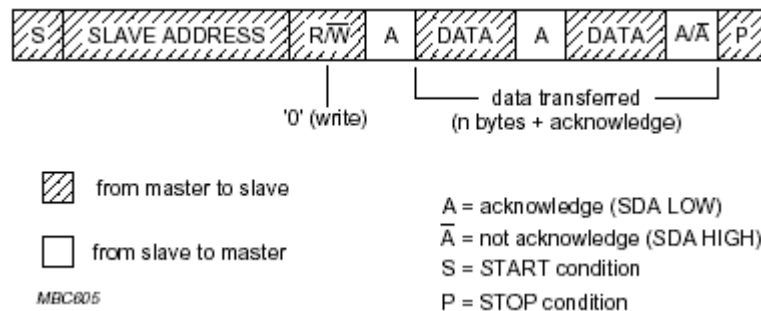 S SLAVE ADDRESS R/W̅ A DATA A DATA A/A̅ P
'0' (write)
data transferred
(n bytes + acknowledge)
from master to slave
from slave to master
A = acknowledge (SDA LOW)
A̅ = not acknowledge (SDA HIGH)
S = START condition
P = STOP condition
MBC605